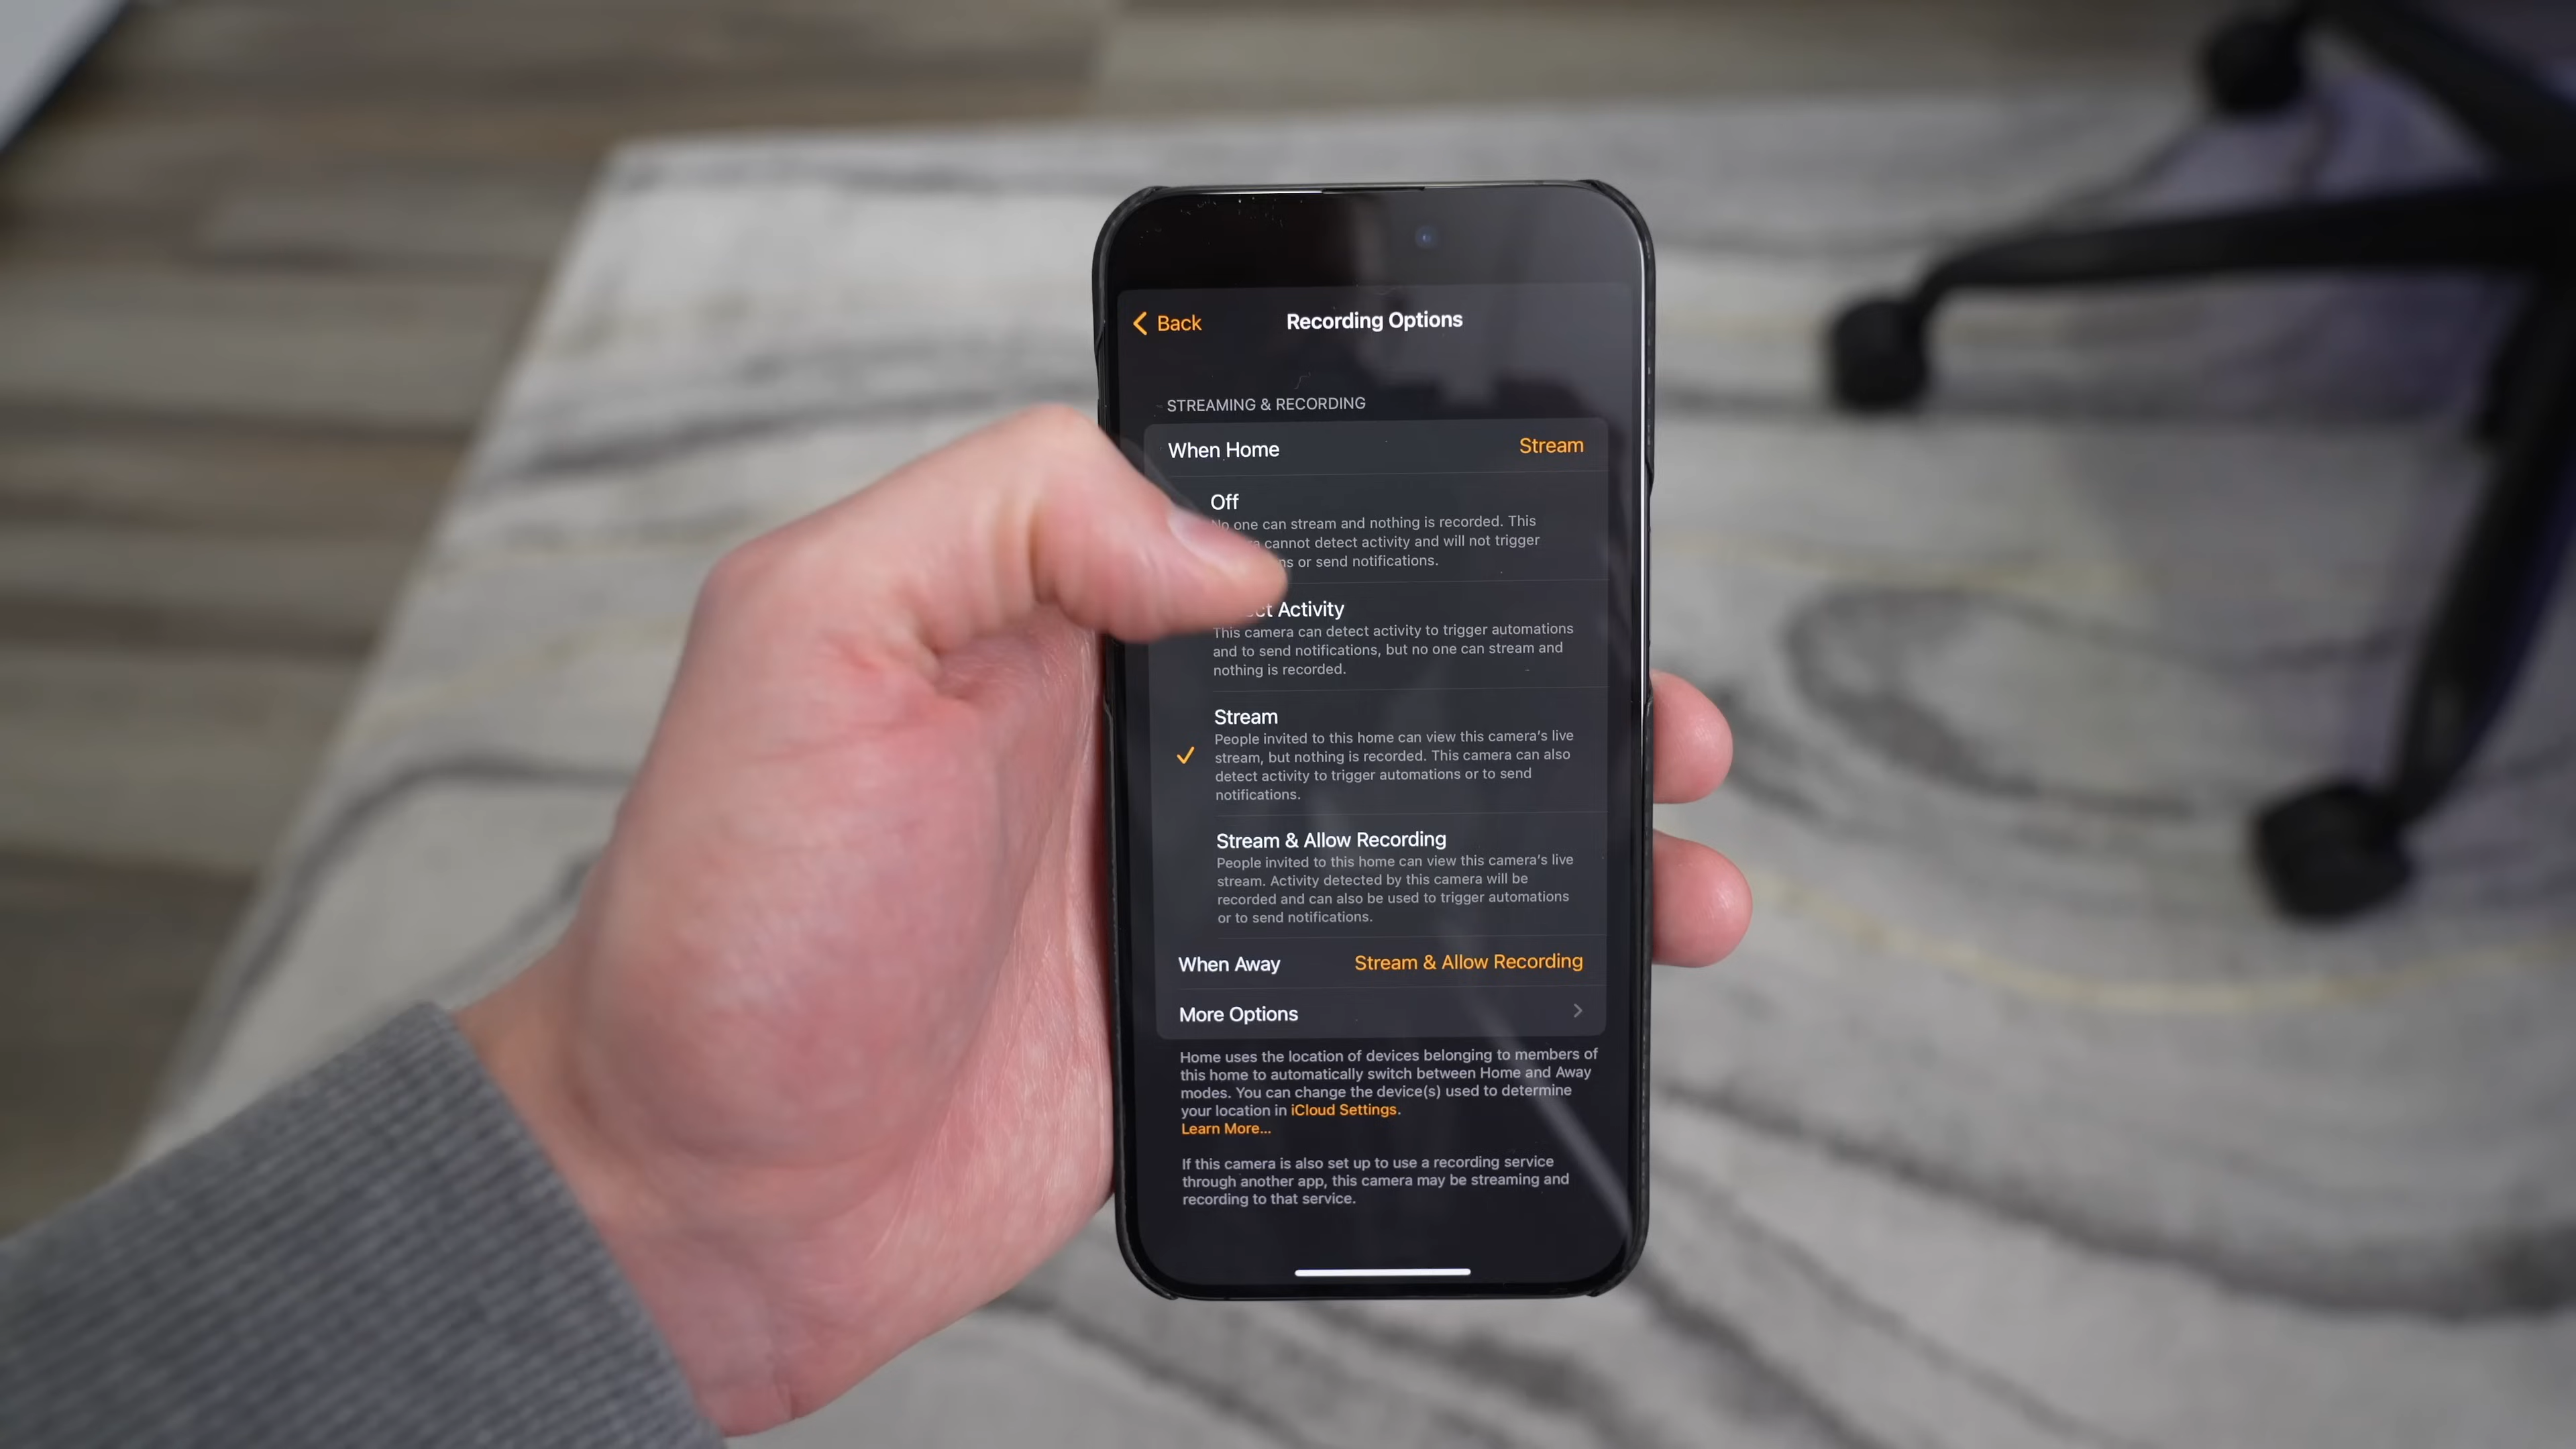 Back
Recording Options
STREAMING & RECORDING
When Home
Stream
Off
No one can stream and nothing is recorded. This
cannot detect activity and will not trigger
or send notifications.
Activity
This camera can detect activity to trigger automations
and to send notifications, but no one can stream and
nothing is recorded.
Stream
People invited to this home can view this camera's live
stream, but nothing is recorded. This camera can also
detect activity to trigger automations or to send
notifications.
Stream & Allow Recording
People invited to this home can view this camera's live
stream. Activity detected by this camera will be
recorded and can also be used to trigger automations
or to send notifications.
When Away
Stream & Allow Recording
More Options
Home uses the location of devices belonging to members of
this home to automatically switch between Home and Away
modes. You can change the device(s) used to determine
your location in iCloud Settings.
Learn More...
If this camera is also set up to use a recording service
through another app, this camera may be streaming and
recording to that service.